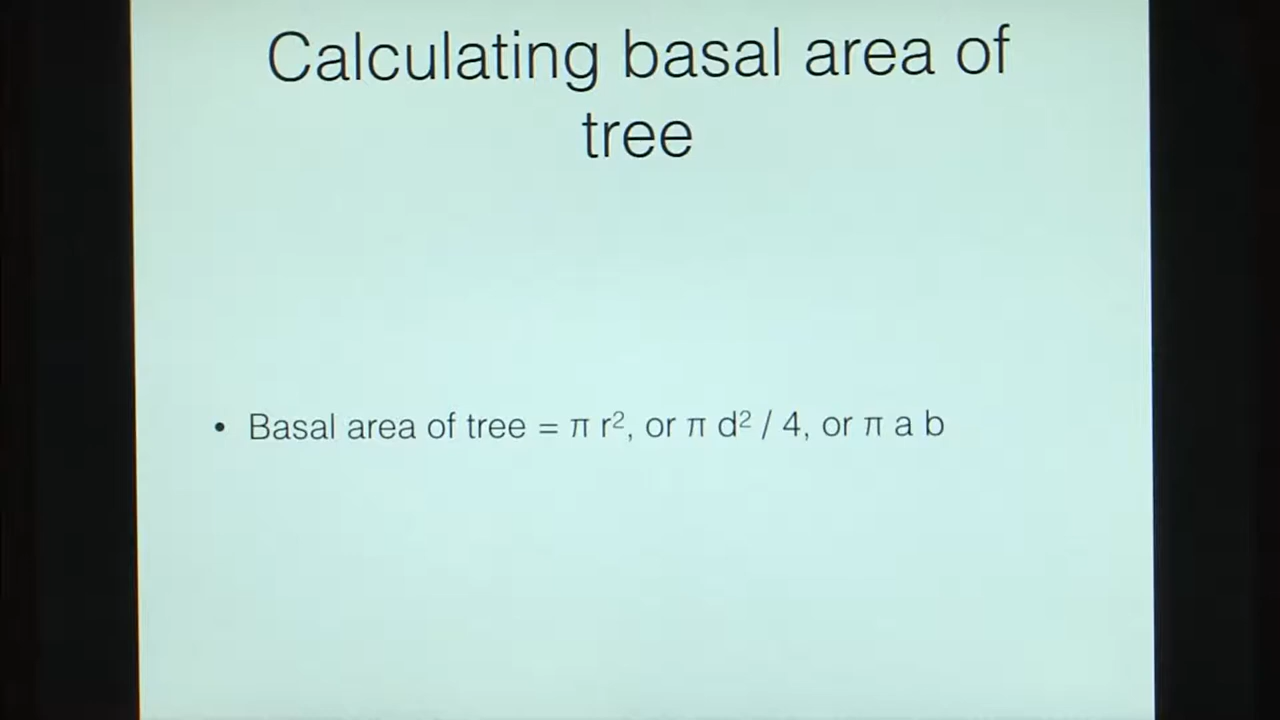 Calculating basal area of
tree
• Basal area of tree = π r², or π d² / 4, or π a b